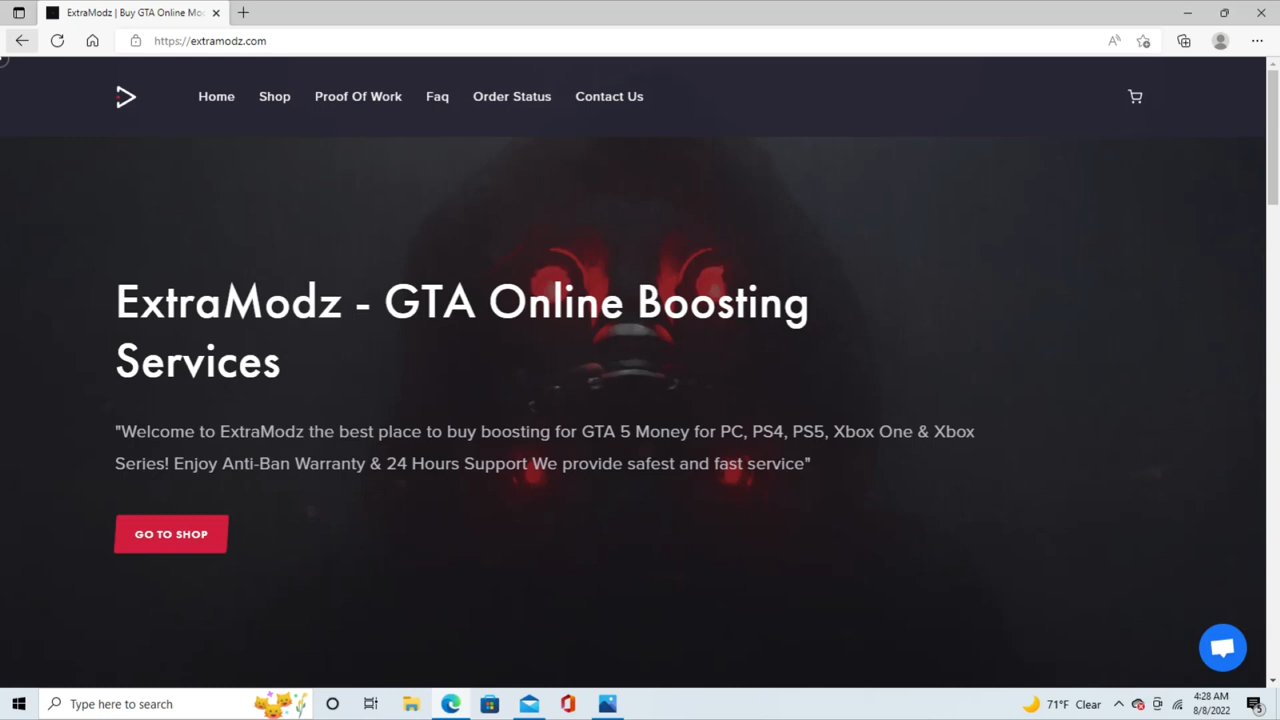 ExtraModz | Buy GTA Online Mo
https://extramodz.com
Home Shop Proof Of Work Faq Order Status Contact Us
ExtraModz - GTA Online Boosting
Services
"Welcome to ExtraModz the best place to buy boosting for GTA 5 Money for PC, PS4, PS5, Xbox One & Xbox
Series! Enjoy Anti-Ban Warranty & 24 Hours Support We provide safest and fast service"
GO TO SHOP
Type here to search
71°F Clear
4:28 AM
8/8/2022
5